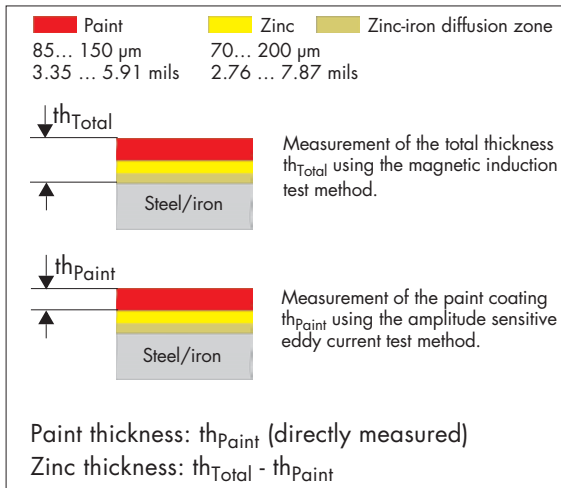 Paint Zinc Zinc-iron diffusion zone
85... 150 µm 70... 200 µm
3.35 ... 5.91 mils 2.76 ... 7.87 mils
thTotal
Measurement of the total thickness
thTotal using the magnetic induction
test method.
Steel/iron
thPaint
Measurement of the paint coating
thPaint using the amplitude sensitive
eddy current test method.
Steel/iron
Paint thickness: thPaint (directly measured)
Zinc thickness: thTotal - thPaint